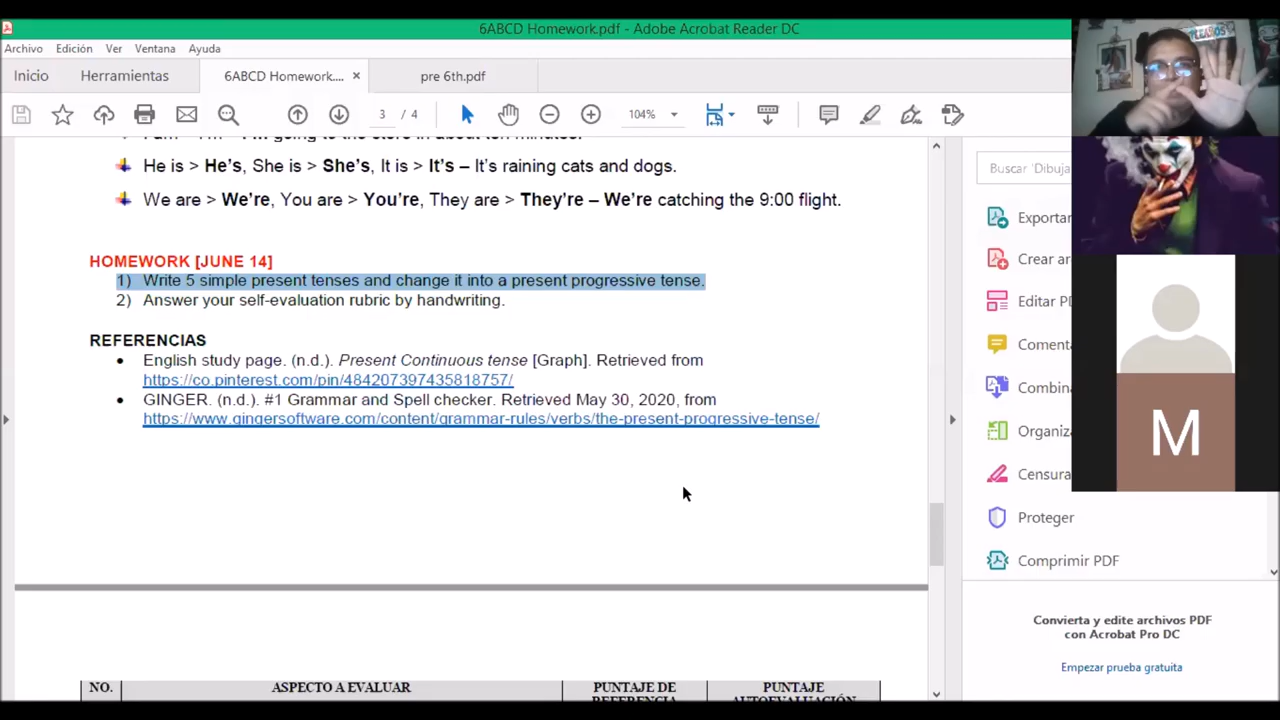 6ABCD Homework.pdf - Adobe Acrobat Reader DC
Archivo Edición Ver Ventana Ayuda
Inicio Herramientas 6ABCD Homework.... × pre 6th.pdf
3 / 4 104%
He is > He's, She is > She's, It is > It's – It's raining cats and dogs.
We are > We're, You are > You're, They are > They're – We're catching the 9:00 flight.
HOMEWORK [JUNE 14]
1) Write 5 simple present tenses and change it into a present progressive tense.
2) Answer your self-evaluation rubric by handwriting.
REFERENCIAS
English study page. (n.d.). Present Continuous tense [Graph]. Retrieved from
https://co.pinterest.com/pin/484207397435818757/
GINGER. (n.d.). #1 Grammar and Spell checker. Retrieved May 30, 2020, from
https://www.gingersoftware.com/content/grammar-rules/verbs/the-present-progressive-tense/
NO. ASPECTO A EVALUAR PUNTAJE DE PUNTAJE
REFERENCIA AUTOEVALUACIÓN
Buscar 'Dibuja
Exportar
Crear ar
Editar PD
Comenta
Combina
Organiza
Censura
Proteger
Comprimir PDF
Convierta y edite archivos PDF
con Acrobat Pro DC
Empezar prueba gratuita
M